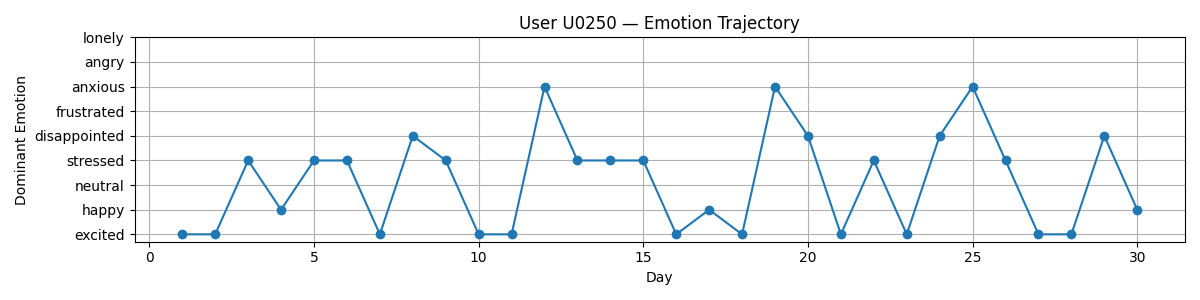 User U0250 — Emotion Trajectory
Dominant Emotion
lonely
angry
anxious
frustrated
disappointed
stressed
neutral
happy
excited
0 5 10 15 20 25 30
Day